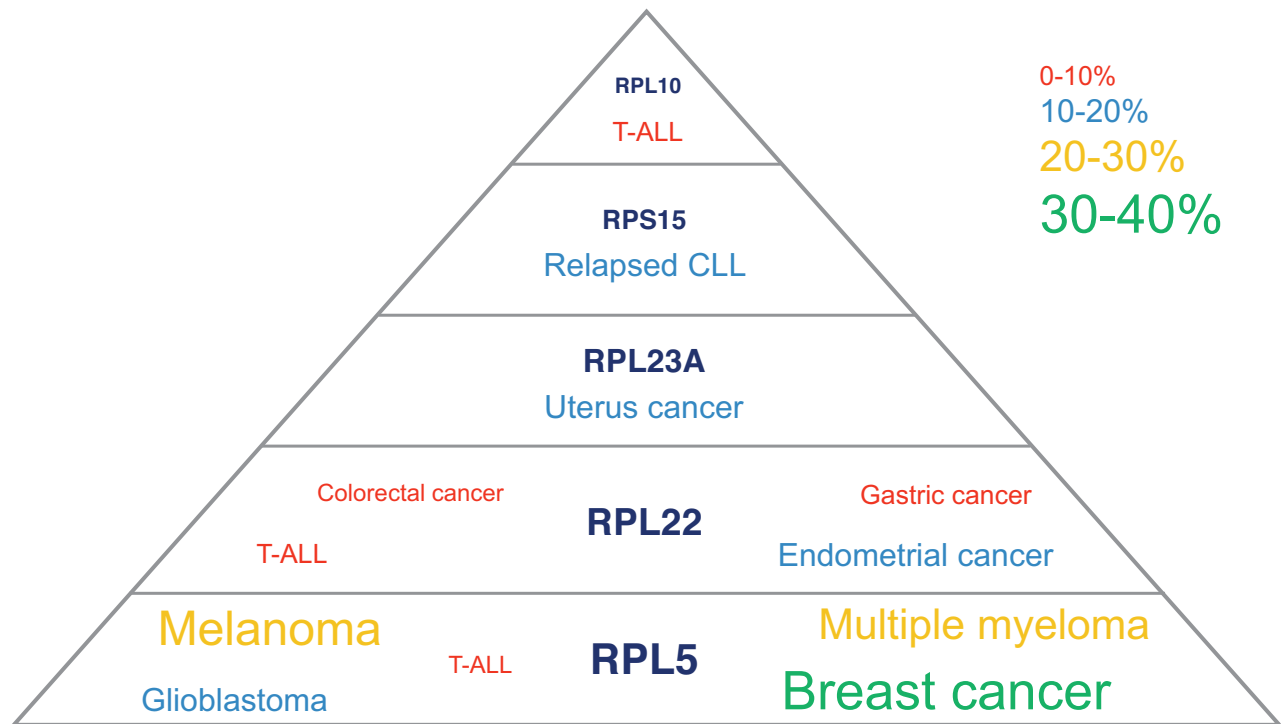 RPL10
T-ALL
0-10%
10-20%
20-30%
30-40%
RPS15
Relapsed CLL
RPL23A
Uterus cancer
Colorectal cancer
Gastric cancer
RPL22
T-ALL
Endometrial cancer
Melanoma
Multiple myeloma
T-ALL
RPL5
Glioblastoma
Breast cancer